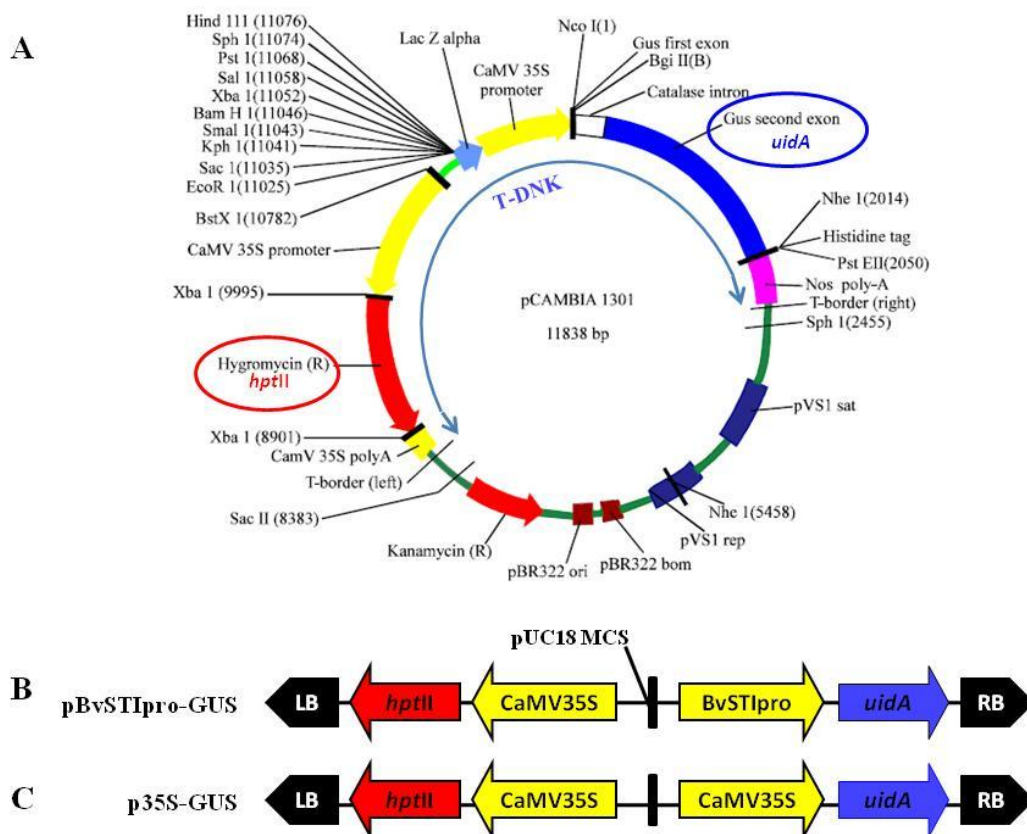 A
Hind 111 (11076)
Sph 1(11074)
Pst 1(11068)
Sal 1(11058)
Xba 1(11052)
Bam H 1(11046)
Smal 1(11043)
Kph 1(11041)
Sac 1(11035)
EcoR 1(11025)
BstX 1(10782)
CaMV 35S promoter
Xba 1 (9995)
Hygromycin (R)
hptII
Xba 1 (8901)
CamV 35S polyA
T-border (left)
Sac II (8383)
Kanamycin (R)
pBR322 ori
pBR322 bom
pVS1 rep
Nhe 1(5458)
pVS1 sat
Sph 1(2455)
T-border (right)
Nos poly-A
Pst EII(2050)
Histidine tag
Nhe 1(2014)
Gus second exon
uidA
Catalase intron
Bgi II(B)
Gus first exon
Nco I(1)
CaMV 35S
promoter
Lac Z alpha
T-DNK
pCAMBIA 1301
11838 bp
pUC18 MCS
B
pBvSTIpro-GUS
LB
hptII
CaMV35S
BvSTIpro
uidA
RB
C
p35S-GUS
LB
hptII
CaMV35S
CaMV35S
uidA
RB